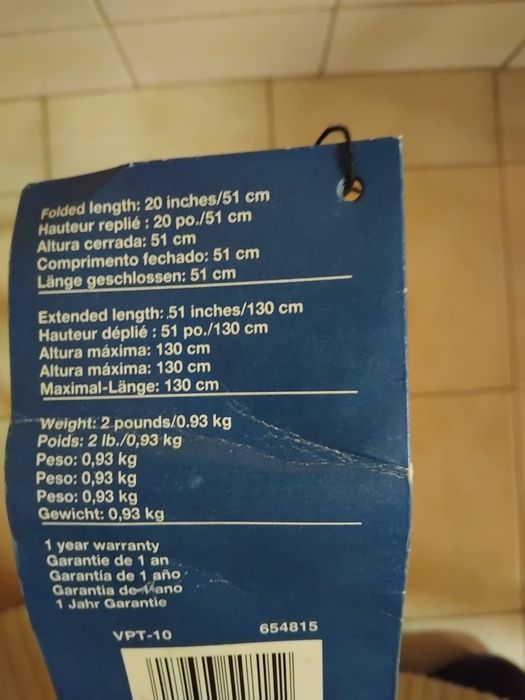 Folded length: 20 inches/51 cm
Hauteur replié : 20 po./51 cm
Altura cerrada: 51 cm
Comprimento fechado: 51 cm
Länge geschlossen: 51 cm
Extended length: 51 inches/130 cm
Hauteur déplié : 51 po./130 cm
Altura máxima: 130 cm
Altura máxima: 130 cm
Maximal-Länge: 130 cm
Weight: 2 pounds/0.93 kg
Poids: 2 lb./0,93 kg
Peso: 0,93 kg
Peso: 0,93 kg
Peso: 0,93 kg
Gewicht: 0,93 kg
1 year warranty
Garantie de 1 an
Garantía de 1 año
Garantia de ano
1 Jahr Garantie
VPT-10 654815